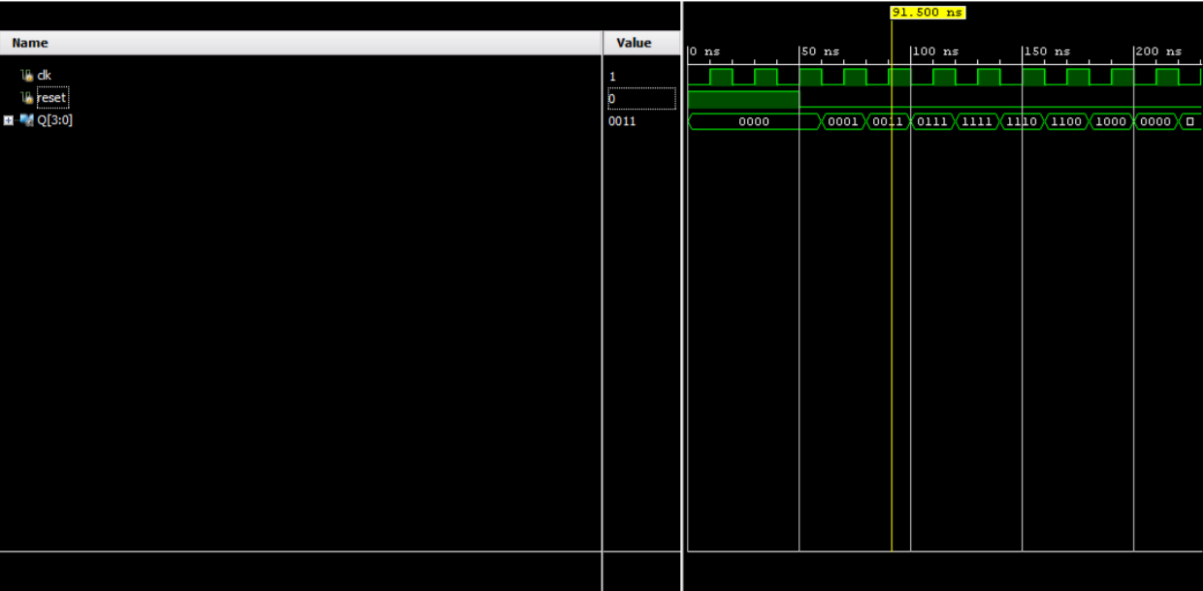 91.500 ns
Name Value
0 ns 50 ns 100 ns 150 ns 200 ns
clk 1
reset 0
Q[3:0] 0011 0000 0001 0011 0111 1111 1110 1100 1000 0000